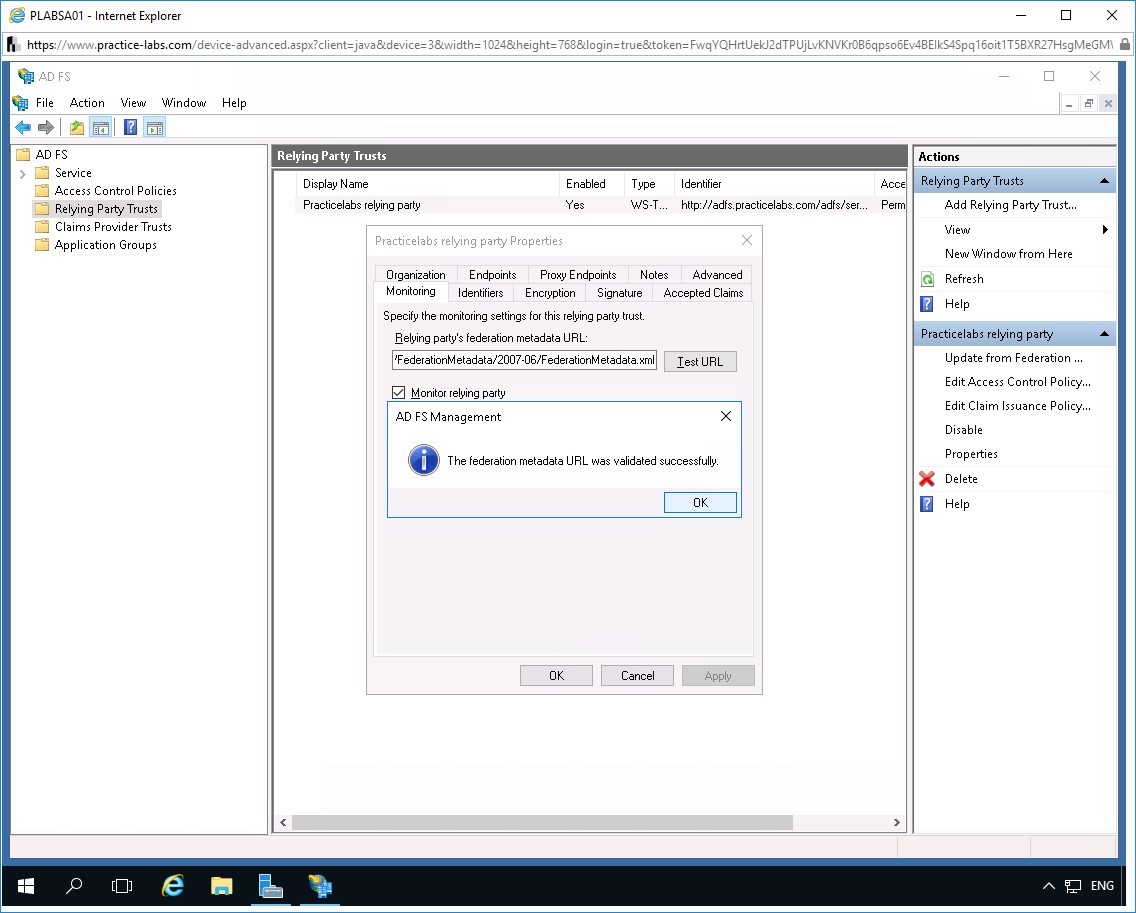 PLABSA01 - Internet Explorer
https://www.practice-labs.com/device-advanced.aspx?client=java&device=3&width=1024&height=768&login=true&token=
AD FS
File Action View Window Help
AD FS
Service
Access Control Policies
Relying Party Trusts
Claims Provider Trusts
Application Groups
Relying Party Trusts
Display Name Enabled Type Identifier Acce
Practicelabs relying party Yes WS-T... http://adfs.practicelabs.com/adfs/ser... Perm
Practicelabs relying party Properties
Organization Endpoints Proxy Endpoints Notes Advanced
Monitoring Identifiers Encryption Signature Accepted Claims
Specify the monitoring settings for this relying party trust.
Relying party's federation metadata URL:
/FederationMetadata/2007-06/FederationMetadata.xml Test URL
Monitor relying party
AD FS Management
The federation metadata URL was validated successfully.
OK
OK Cancel Apply
Actions
Relying Party Trusts
Add Relying Party Trust...
View
New Window from Here
Refresh
Help
Practicelabs relying party
Update from Federation ...
Edit Access Control Policy...
Edit Claim Issuance Policy...
Disable
Properties
Delete
Help
ENG